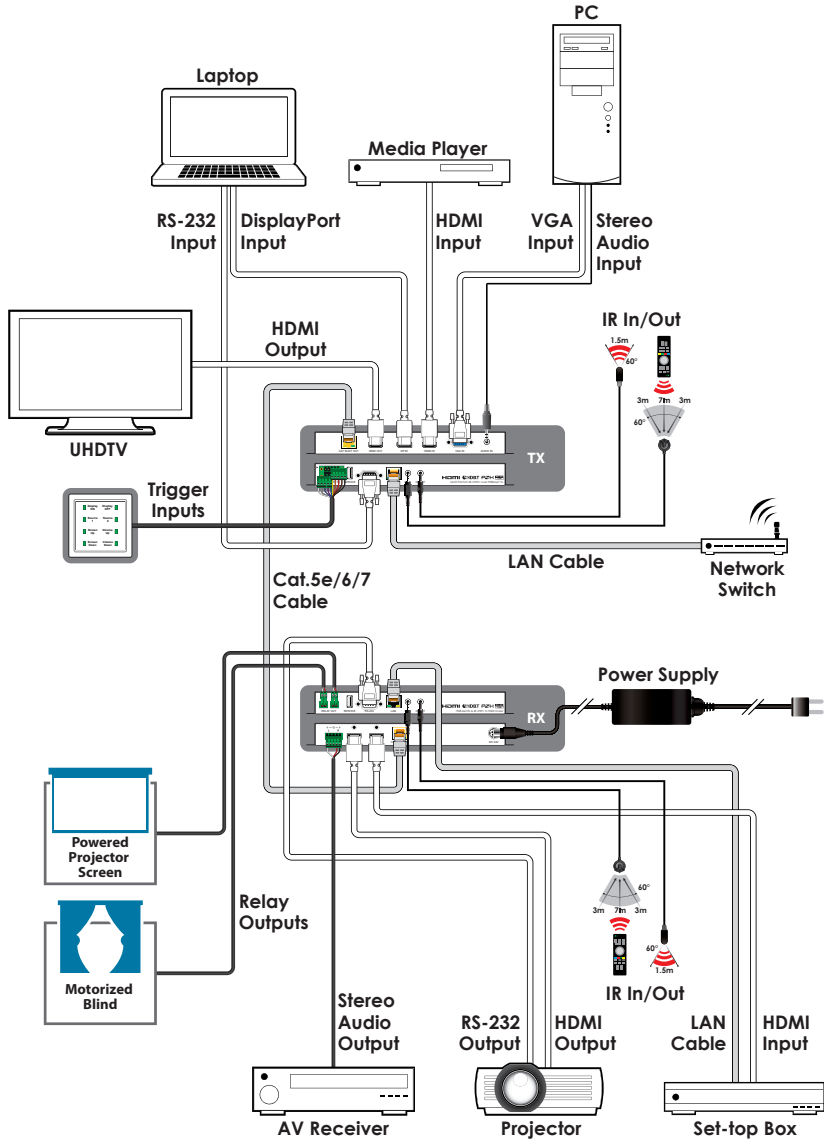 PC
Laptop
Media Player
RS-232
Input
DisplayPort
Input
HDMI
Input
VGA
Input
Stereo
Audio
Input
HDMI
Output
IR In/Out
1.5m
60°
3m 7m 3m
60°
UHDTV
TX
Trigger
Inputs
LAN Cable
Network
Switch
Cat.5e/6/7
Cable
Power Supply
RX
Powered
Projector
Screen
Relay
Outputs
Motorized
Blind
60°
3m 7m 3m
60°
1.5m
IR In/Out
Stereo
Audio
Output
RS-232
Output
HDMI
Output
LAN
Cable
HDMI
Input
AV Receiver
Projector
Set-top Box